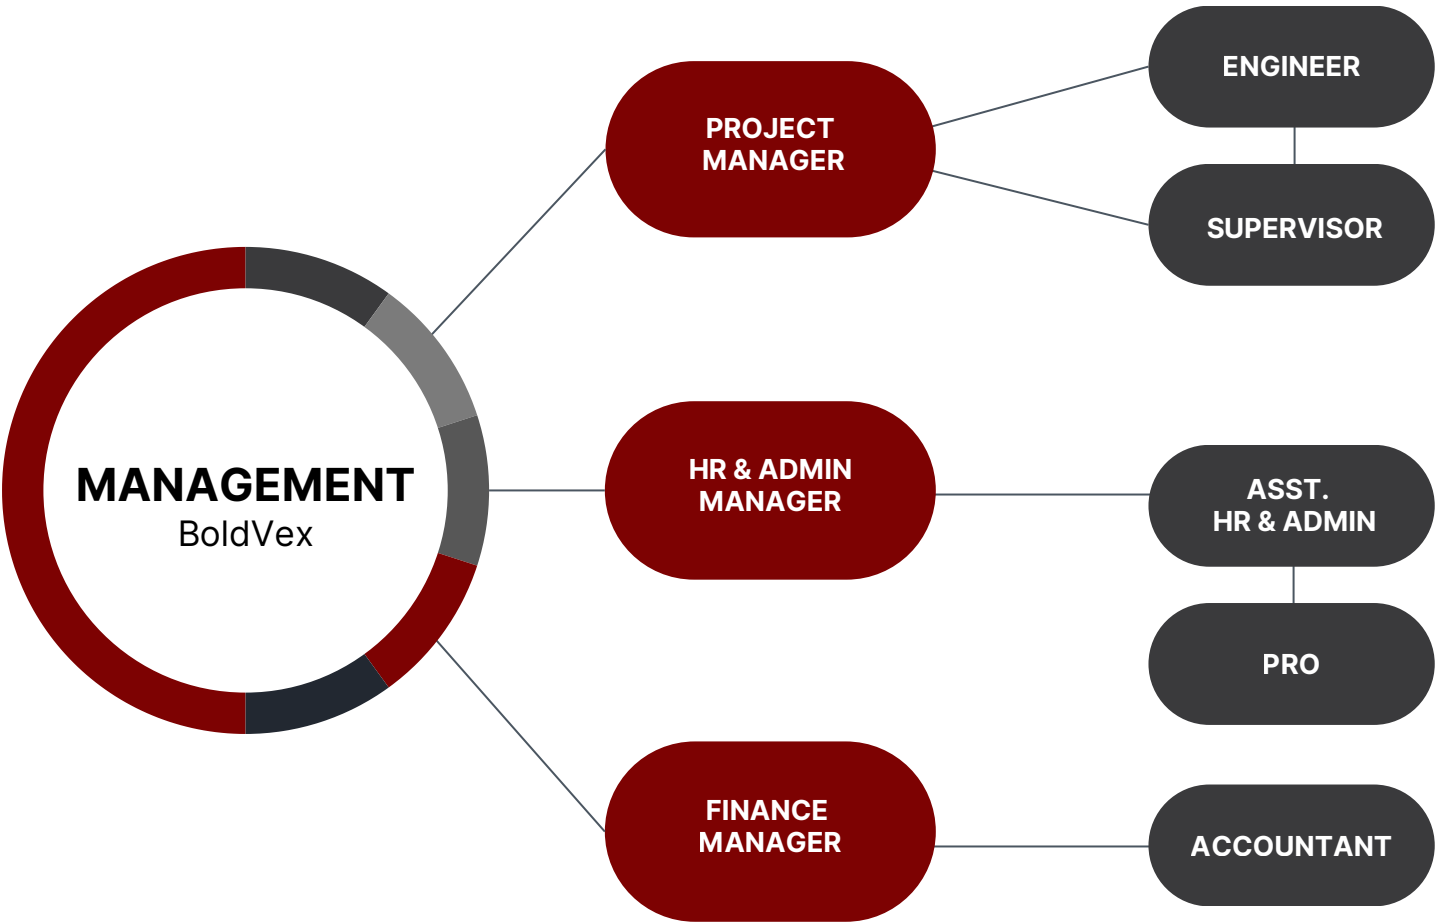 MANAGEMENT
BoldVex
PROJECT
MANAGER
ENGINEER
SUPERVISOR
HR & ADMIN
MANAGER
ASST.
HR & ADMIN
PRO
FINANCE
MANAGER
ACCOUNTANT